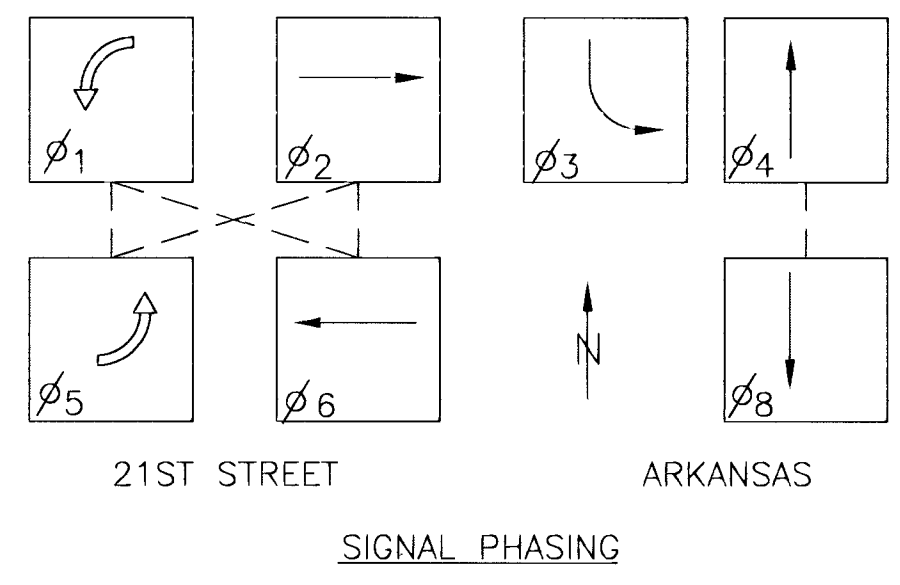 ø1
ø2
ø3
ø4
N
ø5
ø6
ø8
21ST STREET
ARKANSAS
SIGNAL PHASING